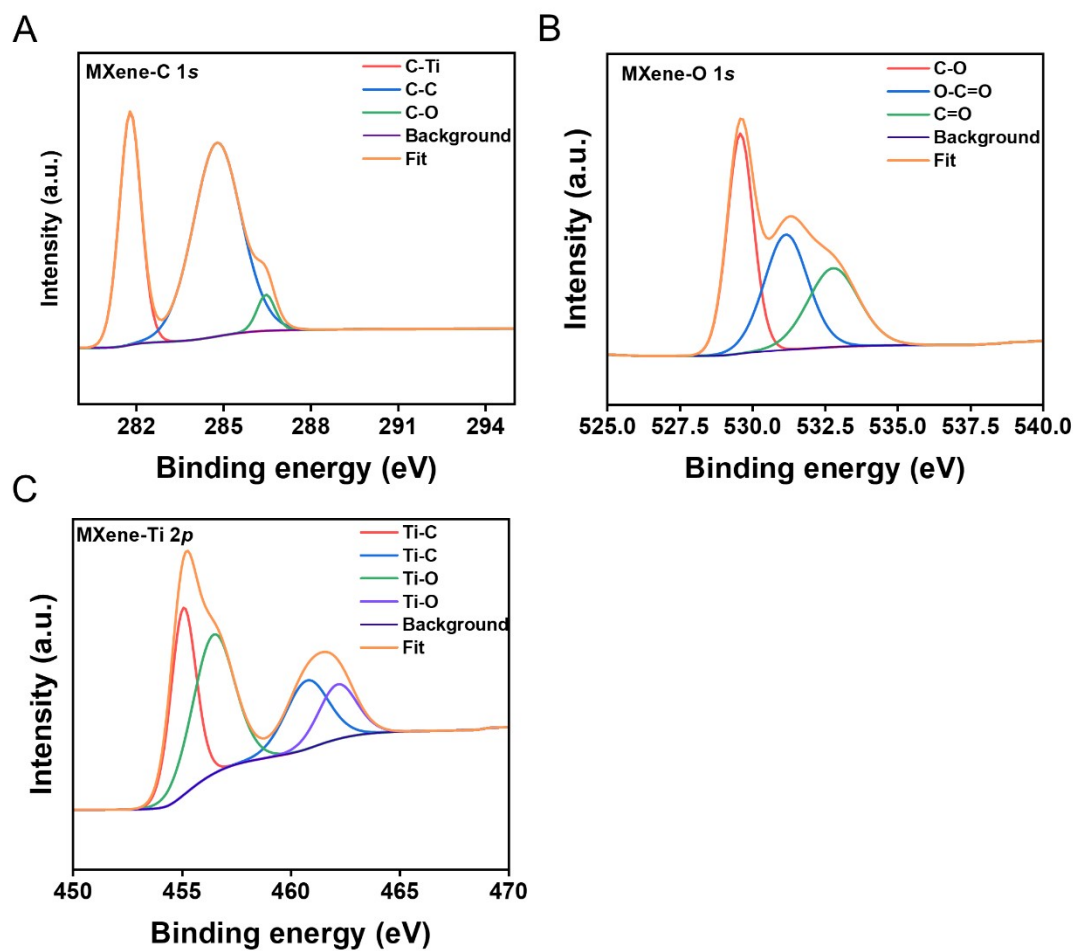 A
MXene-C 1s
C-Ti
C-C
C-O
Background
Fit
Intensity (a.u.)
282 285 288 291 294
Binding energy (eV)
B
MXene-O 1s
C-O
O-C=O
C=O
Background
Fit
Intensity (a.u.)
525.0 527.5 530.0 532.5 535.0 537.5 540.0
Binding energy (eV)
C
MXene-Ti 2p
Ti-C
Ti-C
Ti-O
Ti-O
Background
Fit
Intensity (a.u.)
450 455 460 465 470
Binding energy (eV)